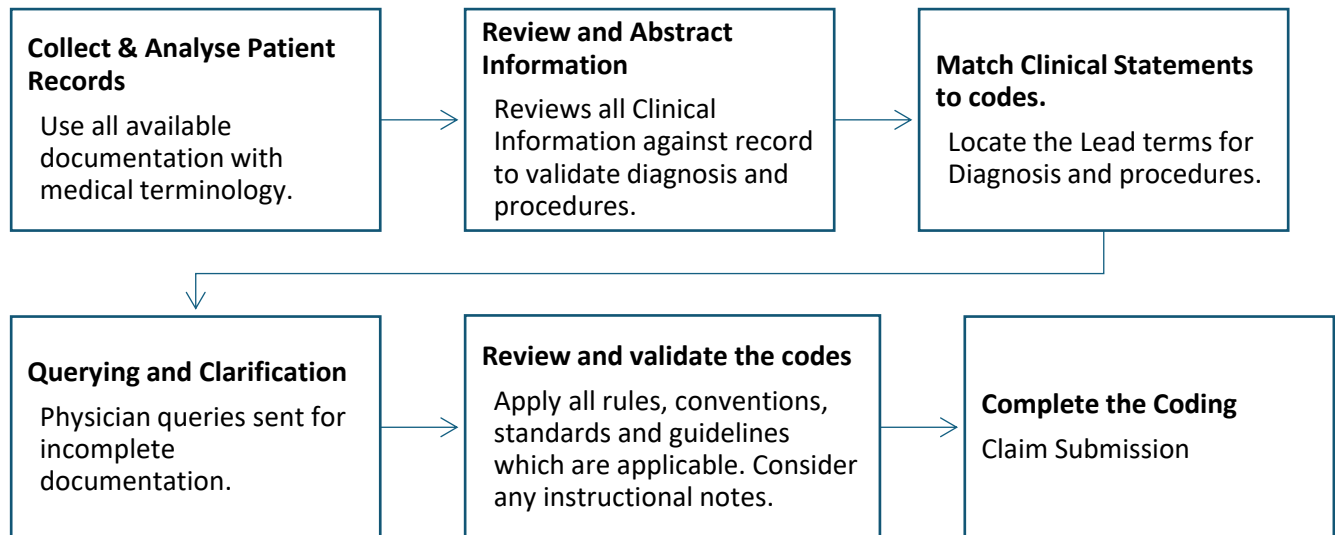 Collect & Analyse Patient
Records
Use all available
documentation with
medical terminology.
Review and Abstract
Information
Reviews all Clinical
Information against record
to validate diagnosis and
procedures.
Match Clinical Statements
to codes.
Locate the Lead terms for
Diagnosis and procedures.
Querying and Clarification
Physician queries sent for
incomplete
documentation.
Review and validate the codes
Apply all rules, conventions,
standards and guidelines
which are applicable. Consider
any instructional notes.
Complete the Coding
Claim Submission